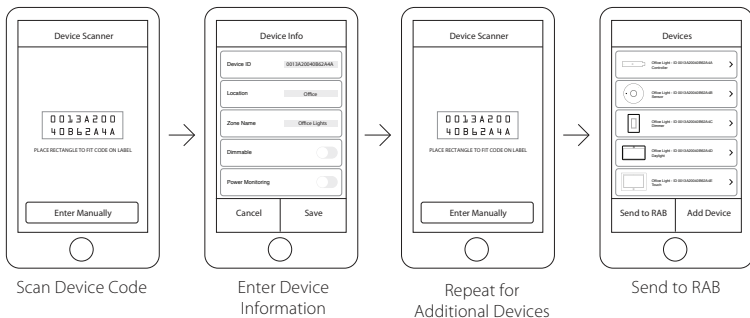 Device Scanner
0013A200
40B62A4A
PLACE RECTANGLE TO FIT CODE ON LABEL
Enter Manually
Scan Device Code
Device Info
Device ID 0013A20040B62A4A
Location Office
Zone Name Office Lights
Dimmable
Power Monitoring
Cancel Save
Enter Device
Information
Device Scanner
0013A200
40B62A4A
PLACE RECTANGLE TO FIT CODE ON LABEL
Enter Manually
Repeat for
Additional Devices
Devices
Controller
Sensor
Dimmer
Daylight
Touch
Send to RAB Add Device
Send to RAB